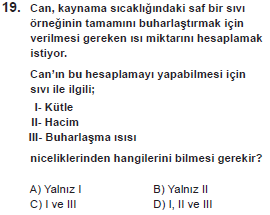 19. Can, kaynama sıcaklığındaki saf bir sıvı
örneğinin tamamını buharlaştırmak için
verilmesi gereken ısı miktarını hesaplamak
istiyor.
Can'ın bu hesaplamayı yapabilmesi için
sıvı ile ilgili;
I- Kütle
II- Hacim
III- Buharlaşma ısısı
niceliklerinden hangilerini bilmesi gerekir?
A) Yalnız I B) Yalnız II
C) I ve III D) I, II ve III